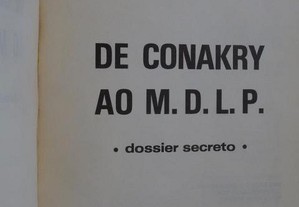 DE CONAKRY
AO M. D. L. P.
• dossier secreto •